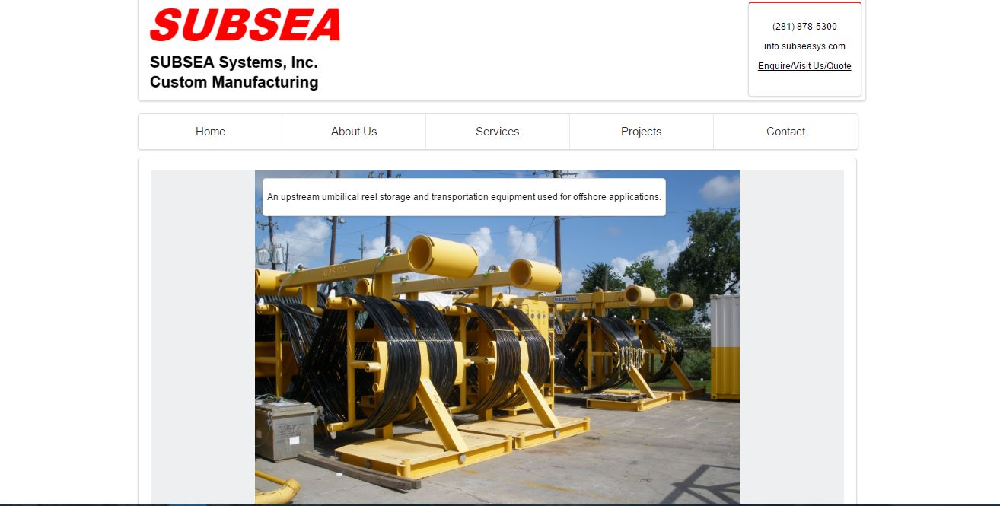 SUBSEA
SUBSEA Systems, Inc.
Custom Manufacturing
(281) 878-5300
info.subseasys.com
Enquire/Visit Us/Quote
Home
About Us
Services
Projects
Contact
An upstream umbilical reel storage and transportation equipment used for offshore applications.
OCEANEERING